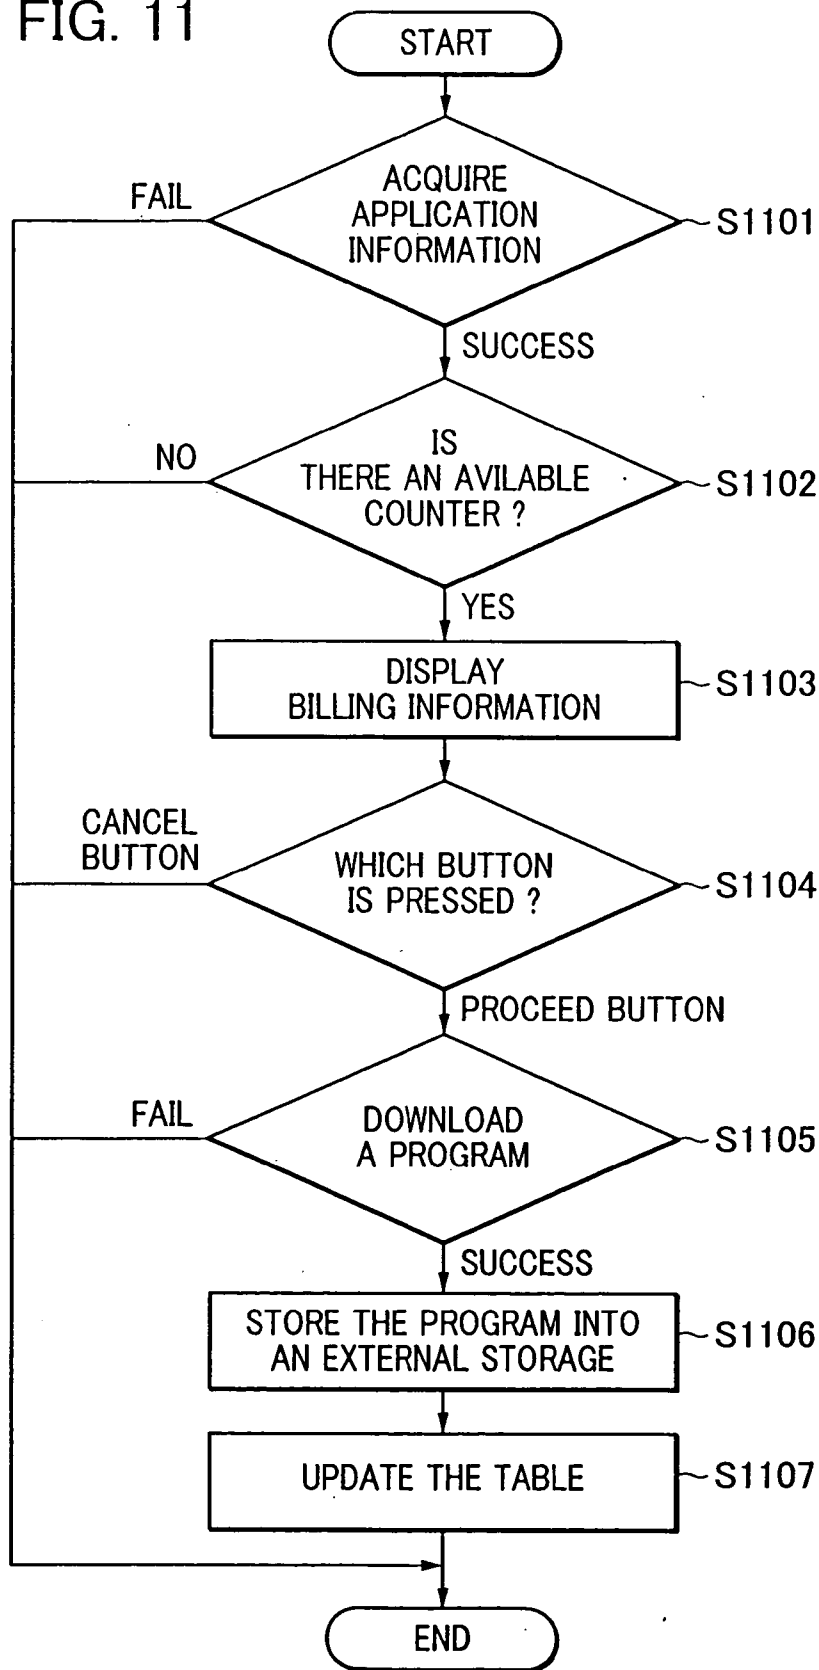 FIG. 11
START
ACQUIRE
APPLICATION
INFORMATION
FAIL
S1101
SUCCESS
IS
THERE AN AVILABLE
COUNTER ?
NO
S1102
YES
DISPLAY
BILLING INFORMATION
S1103
CANCEL
BUTTON
WHICH BUTTON
IS PRESSED ?
S1104
PROCEED BUTTON
FAIL
DOWNLOAD
A PROGRAM
S1105
SUCCESS
STORE THE PROGRAM INTO
AN EXTERNAL STORAGE
S1106
UPDATE THE TABLE
S1107
END